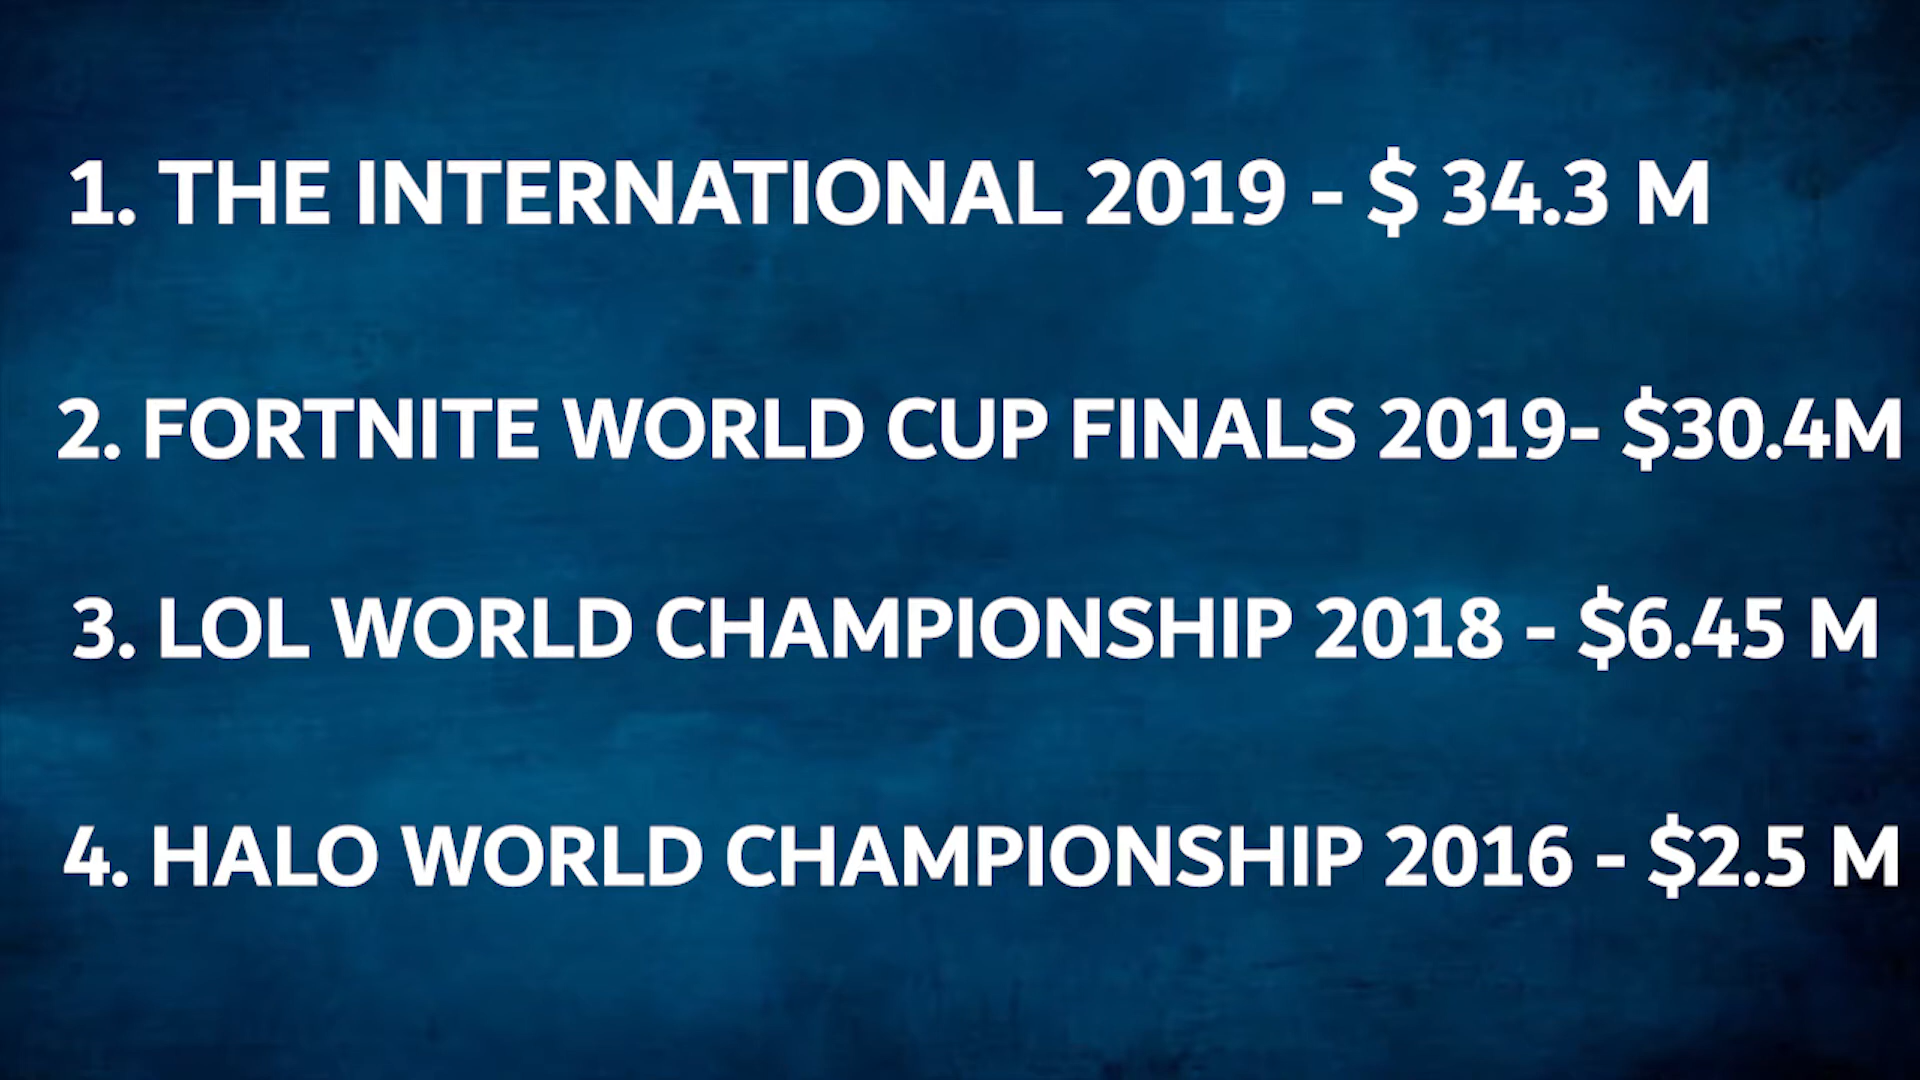 1. THE INTERNATIONAL 2019 - $ 34.3 M
2. FORTNITE WORLD CUP FINALS 2019- $30.4M
3. LOL WORLD CHAMPIONSHIP 2018 - $6.45 M
4. HALO WORLD CHAMPIONSHIP 2016 - $2.5 M